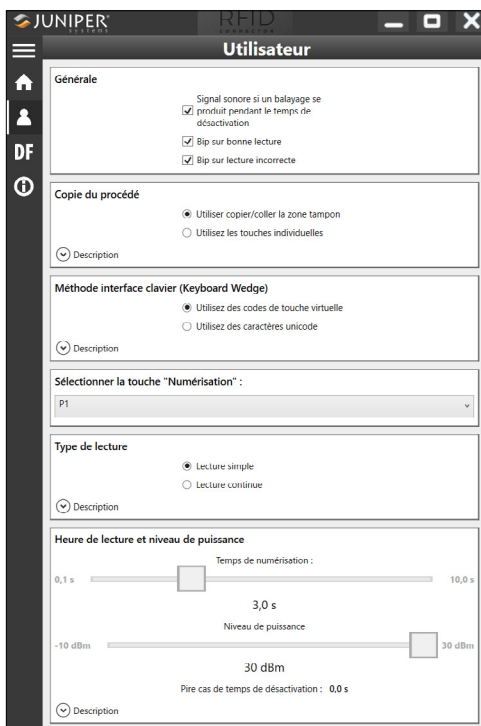 JUNIPER
systems
RFID
CONNECTOR
Utilisateur
DF
Générale
Signal sonore si un balayage se
produit pendant le temps de
désactivation
Bip sur bonne lecture
Bip sur lecture incorrecte
Copie du procédé
Utiliser copier/coller la zone tampon
Utilisez les touches individuelles
Description
Méthode interface clavier (Keyboard Wedge)
Utilisez des codes de touche virtuelle
Utilisez des caractères unicode
Description
Sélectionner la touche "Numérisation" :
P1
Type de lecture
Lecture simple
Lecture continue
Description
Heure de lecture et niveau de puissance
Temps de numérisation :
0,1 s 10,0 s
3,0 s
Niveau de puissance
-10 dBm 30 dBm
30 dBm
Pire cas de temps de désactivation : 0,0 s
Description